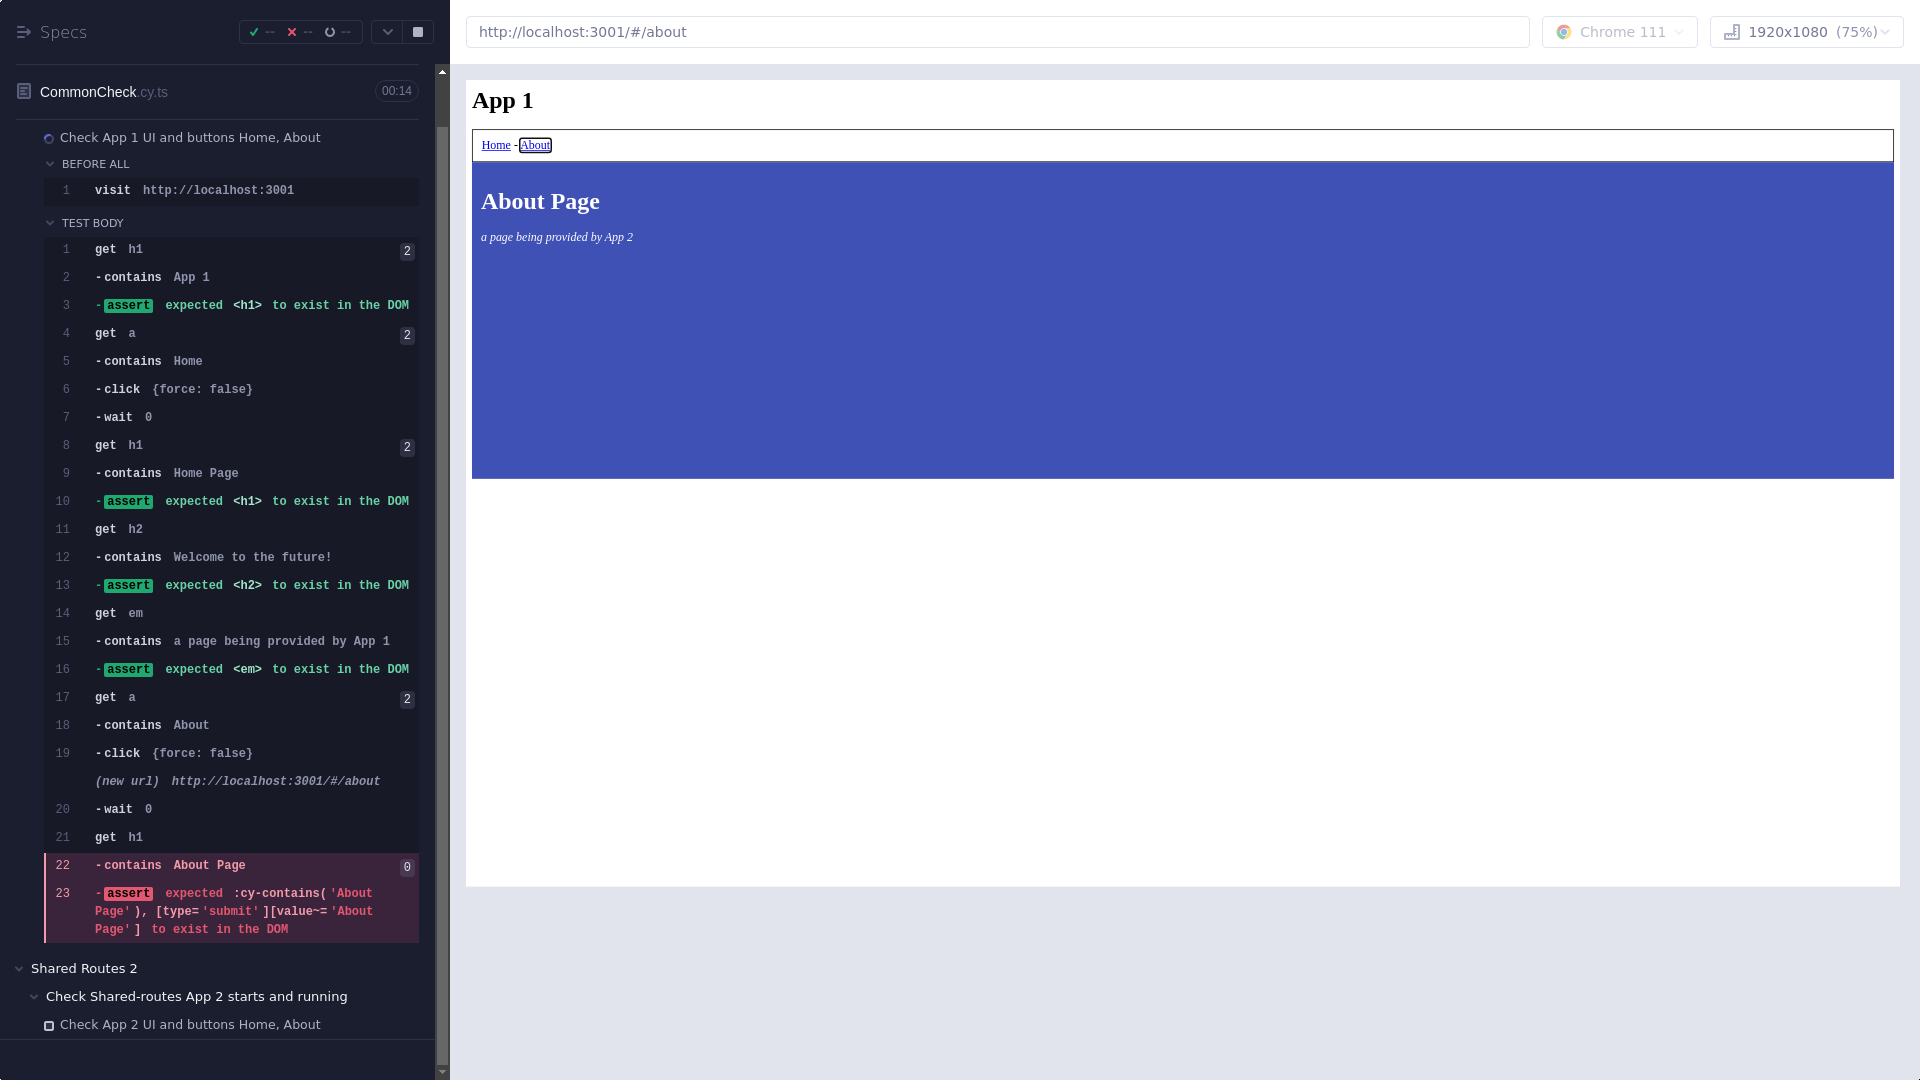 Specs
-- -- --
CommonCheck.cy.ts 00:14
Check App 1 UI and buttons Home, About
BEFORE ALL
1 visit http://localhost:3001
TEST BODY
1 get h1 2
2 -contains App 1
3 -assert expected <h1> to exist in the DOM
4 get a 2
5 -contains Home
6 -click {force: false}
7 -wait 0
8 get h1 2
9 -contains Home Page
10 -assert expected <h1> to exist in the DOM
11 get h2
12 -contains Welcome to the future!
13 -assert expected <h2> to exist in the DOM
14 get em
15 -contains a page being provided by App 1
16 -assert expected <em> to exist in the DOM
17 get a 2
18 -contains About
19 -click {force: false}
(new url) http://localhost:3001/#/about
20 -wait 0
21 get h1
22 -contains About Page 0
23 -assert expected :cy-contains('About
Page'), [type='submit'][value~='About
Page'] to exist in the DOM
Shared Routes 2
Check Shared-routes App 2 starts and running
Check App 2 UI and buttons Home, About
http://localhost:3001/#/about
Chrome 111
1920x1080 (75%)
App 1
Home - About
About Page
a page being provided by App 2